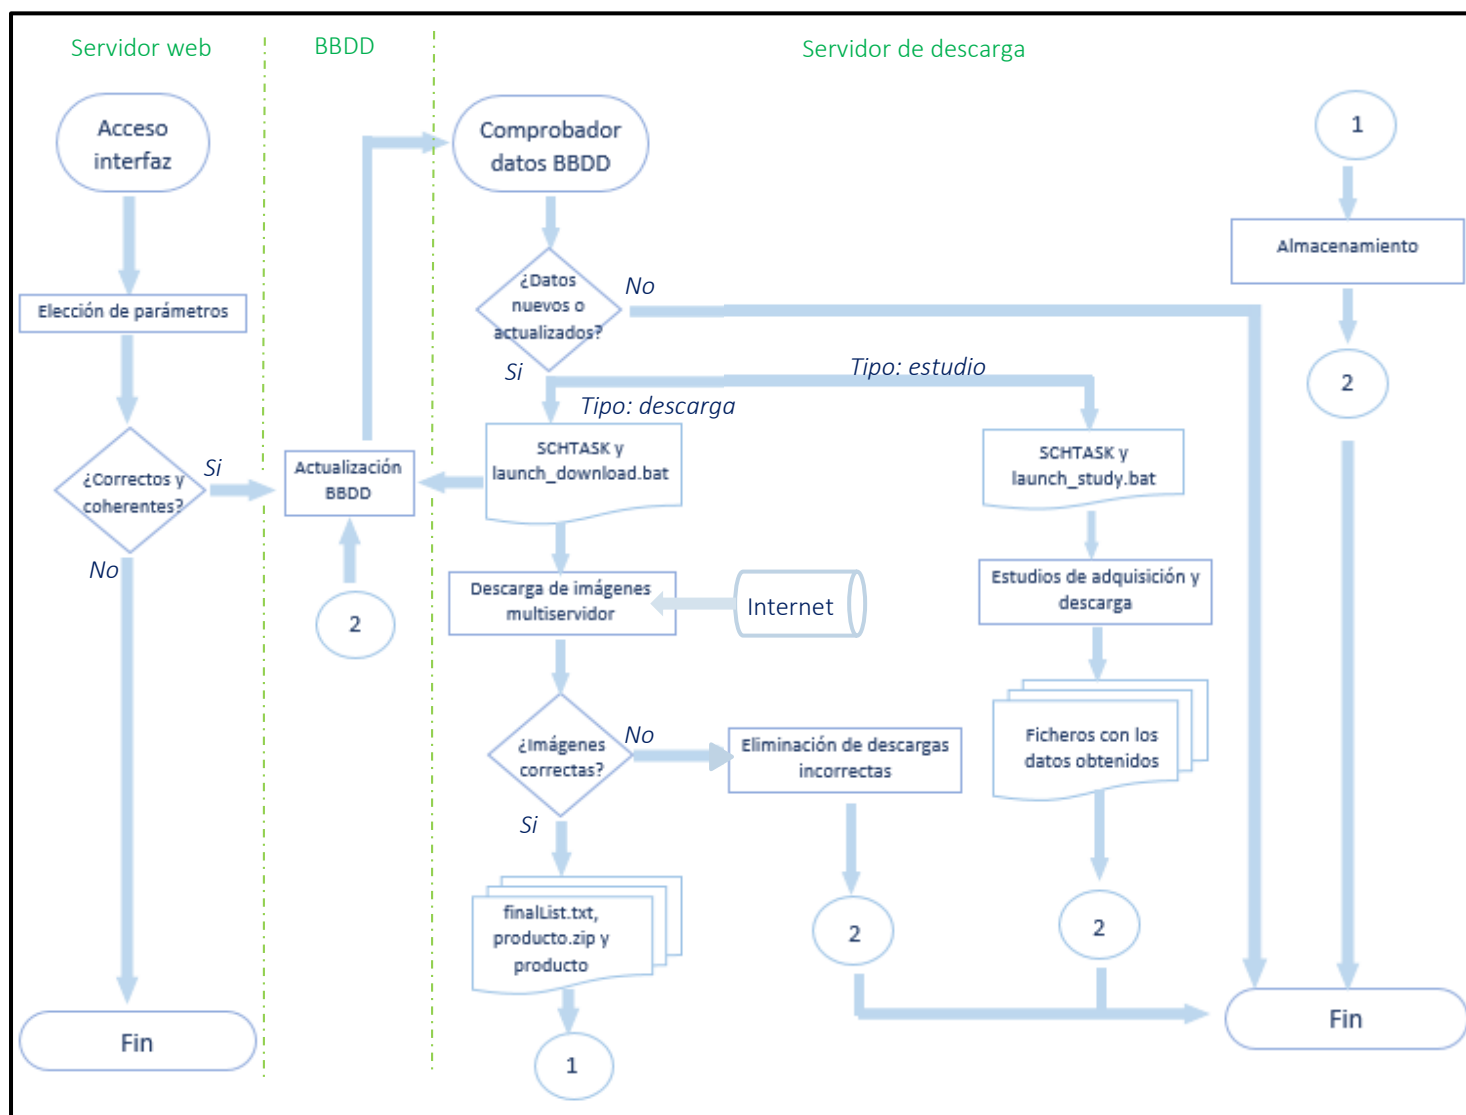 Servidor web
BBDD
Servidor de descarga
Acceso
interfaz
Elección de parámetros
¿Correctos y
coherentes?
Si
No
Fin
Actualización
BBDD
2
Comprobador
datos BBDD
¿Datos
nuevos o
actualizados?
No
Si
Tipo: descarga
Tipo: estudio
SCHTASK y
launch_download.bat
SCHTASK y
launch_study.bat
Descarga de imágenes
multiservidor
Internet
Estudios de adquisición y
descarga
¿Imágenes
correctas?
No
Si
Eliminación de descargas
incorrectas
Ficheros con los
datos obtenidos
finalList.txt,
producto.zip y
producto
1
2
2
1
Almacenamiento
2
Fin